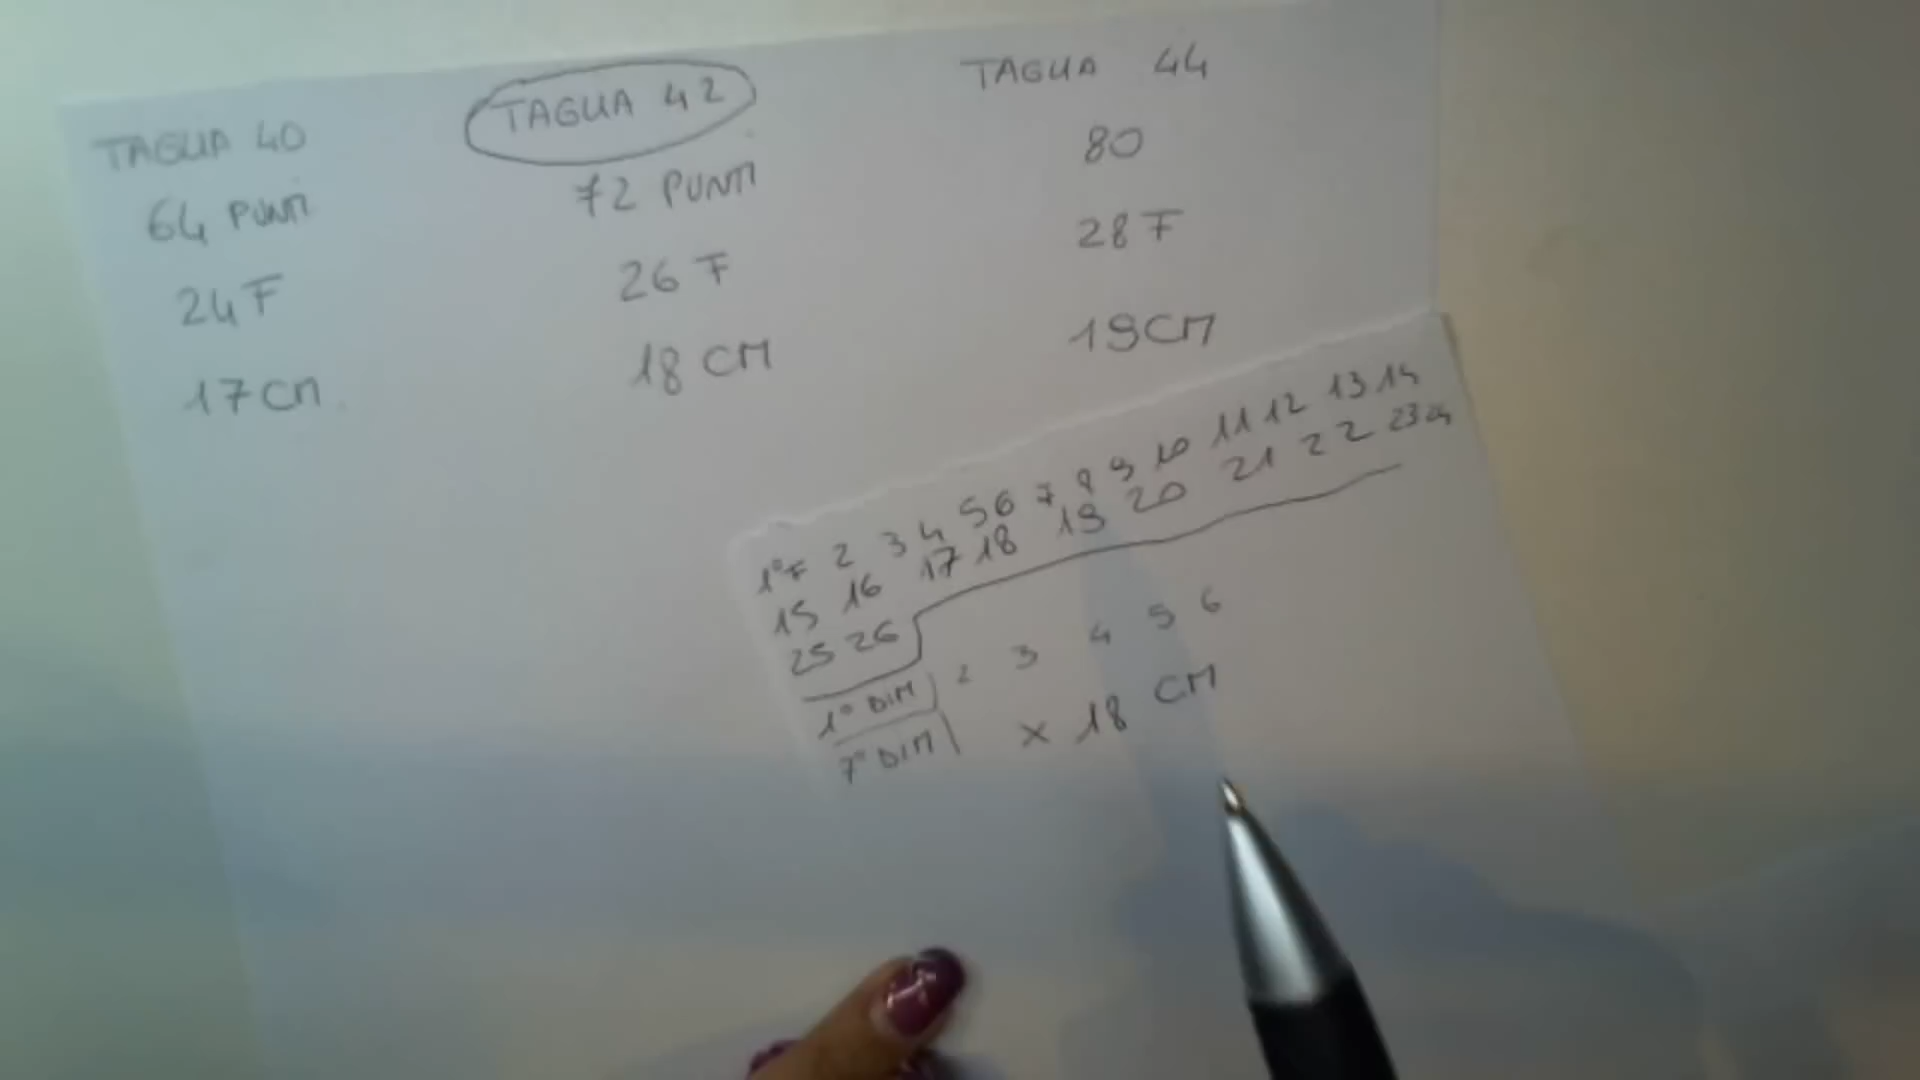 TAGLIA 40
64 PUNTI
24 F
17 CM
TAGLIA 42
72 PUNTI
26 F
18 CM
TAGLIA 44
80
28 F
19 CM
1°F 2 3 4 5 6 7 8 9 10 11 12 13 14
15 16 17 18 19 20 21 22 23 24
25 26
1° DIM 2 3 4 5 6
7° DIM x 18 CM